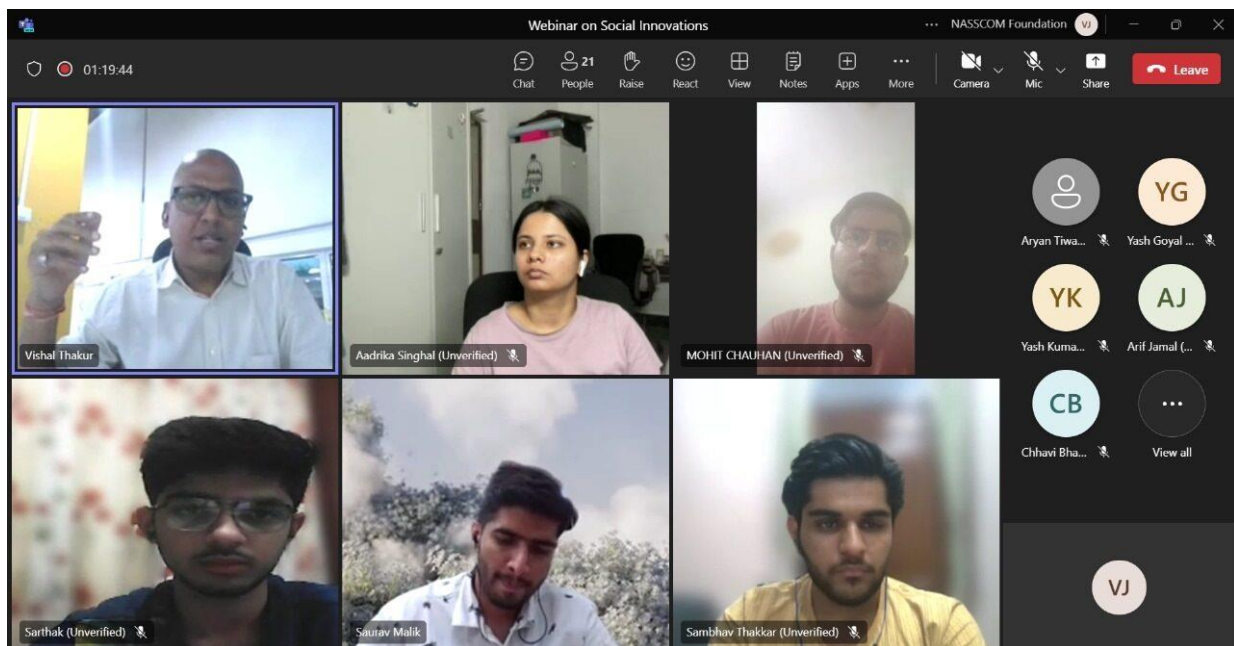 Webinar on Social Innovations
... NASSCOM Foundation VJ
01:19:44
Chat
21
People
Raise
React
View
Notes
Apps
More
Camera
Mic
Share
Leave
Vishal Thakur
Aadrika Singhal (Unverified)
MOHIT CHAUHAN (Unverified)
Aryan Tiwa...
YG
Yash Goyal ...
YK
Yash Kuma...
AJ
Arif Jamal (...
CB
Chhavi Bha...
...
View all
Sarthak (Unverified)
Saurav Malik
Sambhav Thakkar (Unverified)
VJ